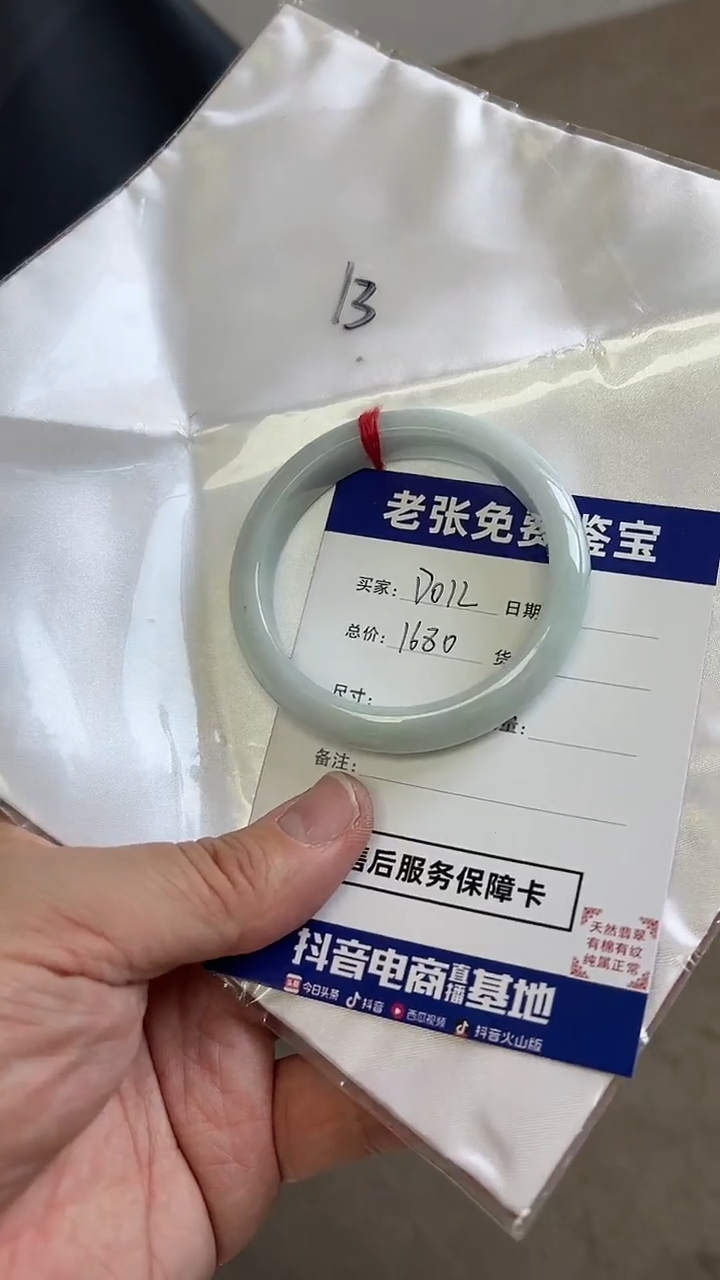 13
老张免费鉴宝
买家: D01L 日期
总价: 1680 货
尺寸: 量:
备注:
售后服务保障卡
天然翡翠
有棉有纹
纯属正常
抖音电商直播基地
头条 今日头条 抖音 西瓜视频 抖音火山版